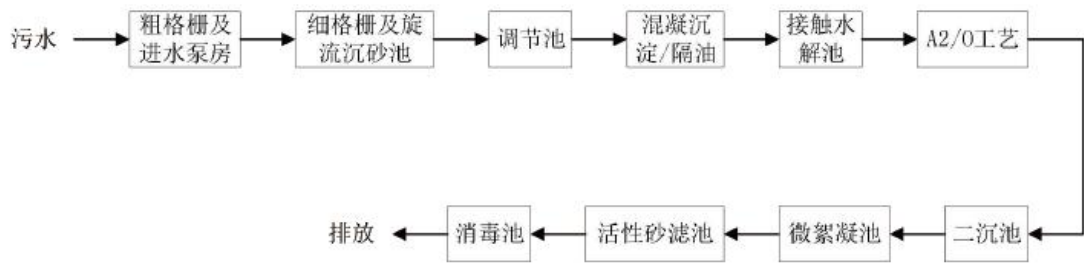 污水
粗格栅及
进水泵房
细格栅及旋
流沉砂池
调节池
混凝沉
淀/隔油
接触水
解池
A2/O工艺
二沉池
微絮凝池
活性砂滤池
消毒池
排放